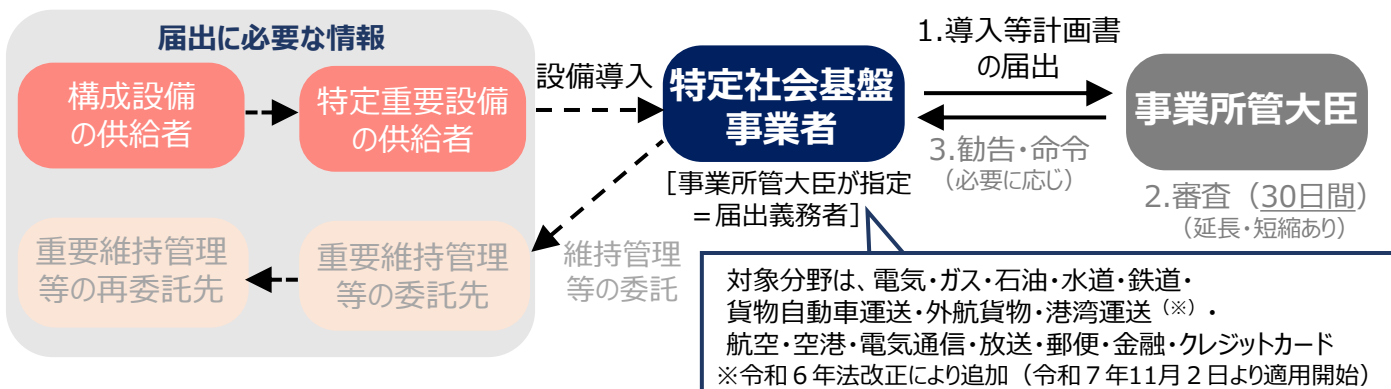 届出に必要な情報
構成設備
の供給者
特定重要設備
の供給者
設備導入
特定社会基盤
事業者
1.導入等計画書
の届出
事業所管大臣
3.勧告・命令
（必要に応じ）
［事業所管大臣が指定
＝届出義務者］
2.審査（30日間）
（延長・短縮あり）
重要維持管理
等の再委託先
重要維持管理
等の委託先
維持管理
等の委託
対象分野は、電気・ガス・石油・水道・鉄道・
貨物自動車運送・外航貨物・港湾運送（※）・
航空・空港・電気通信・放送・郵便・金融・クレジットカード
※令和６年法改正により追加（令和７年11月２日より適用開始）